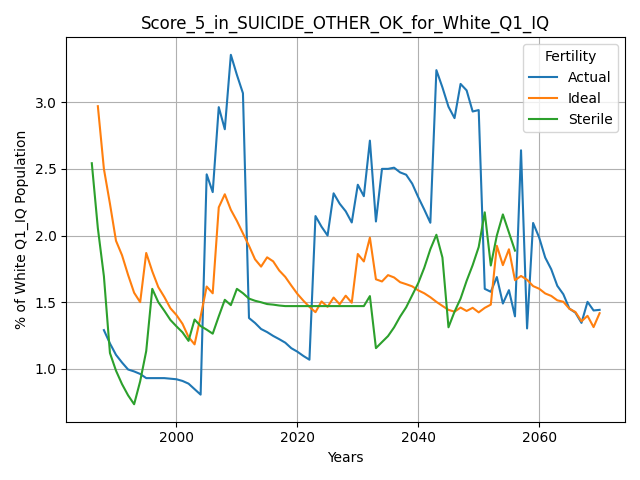 Score_5_in_SUICIDE_OTHER_OK_for_White_Q1_IQ
% of White Q1_IQ Population
3.0
2.5
2.0
1.5
1.0
Fertility
Actual
Ideal
Sterile
2000
2020
2040
2060
Years